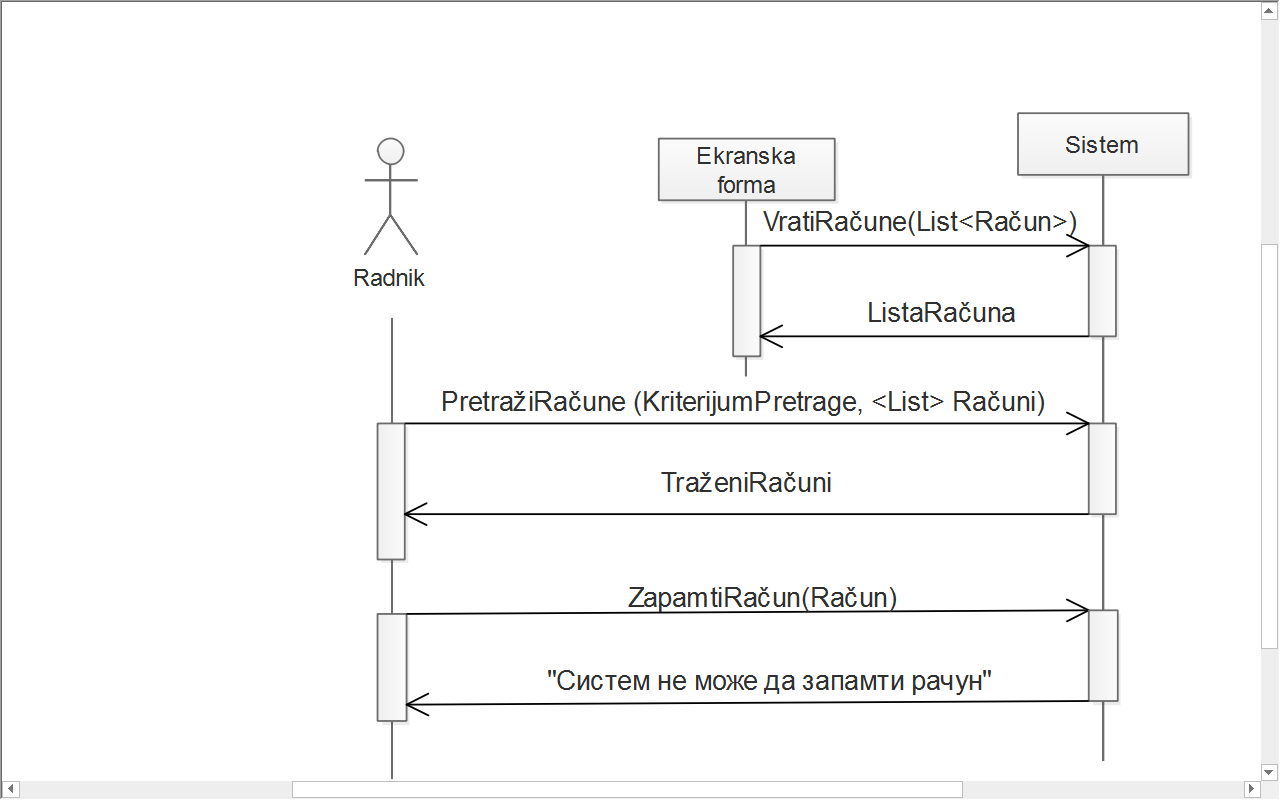 Sistem
Ekranska
forma
VratiRačune(List<Račun>)
Radnik
ListaRačuna
PretražiRačune (KriterijumPretrage, <List> Računi)
TraženiRačuni
ZapamtiRačun(Račun)
"Систем не може да запамти рачун"